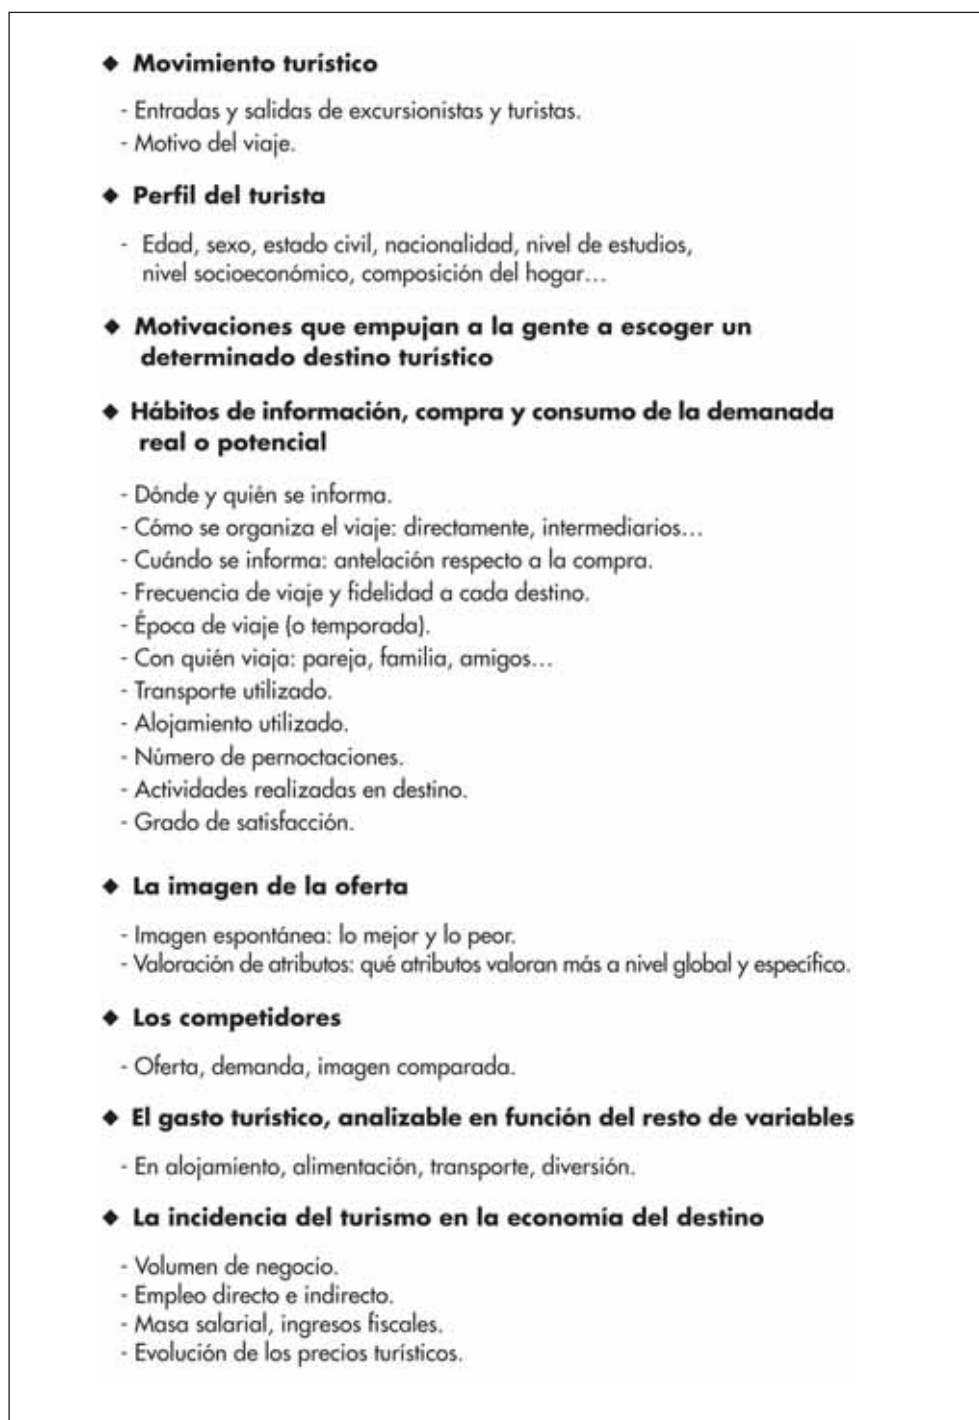 ◆ Movimiento turístico
- Entradas y salidas de excursionistas y turistas.
- Motivo del viaje.
◆ Perfil del turista
- Edad, sexo, estado civil, nacionalidad, nivel de estudios,
nivel socioeconómico, composición del hogar…
◆ Motivaciones que empujan a la gente a escoger un
determinado destino turístico
◆ Hábitos de información, compra y consumo de la demanada
real o potencial
- Dónde y quién se informa.
- Cómo se organiza el viaje: directamente, intermediarios…
- Cuándo se informa: antelación respecto a la compra.
- Frecuencia de viaje y fidelidad a cada destino.
- Época de viaje (o temporada).
- Con quién viaja: pareja, familia, amigos…
- Transporte utilizado.
- Alojamiento utilizado.
- Número de pernoctaciones.
- Actividades realizadas en destino.
- Grado de satisfacción.
◆ La imagen de la oferta
- Imagen espontánea: lo mejor y lo peor.
- Valoración de atributos: qué atributos valoran más a nivel global y específico.
◆ Los competidores
- Oferta, demanda, imagen comparada.
◆ El gasto turístico, analizable en función del resto de variables
- En alojamiento, alimentación, transporte, diversión.
◆ La incidencia del turismo en la economía del destino
- Volumen de negocio.
- Empleo directo e indirecto.
- Masa salarial, ingresos fiscales.
- Evolución de los precios turísticos.